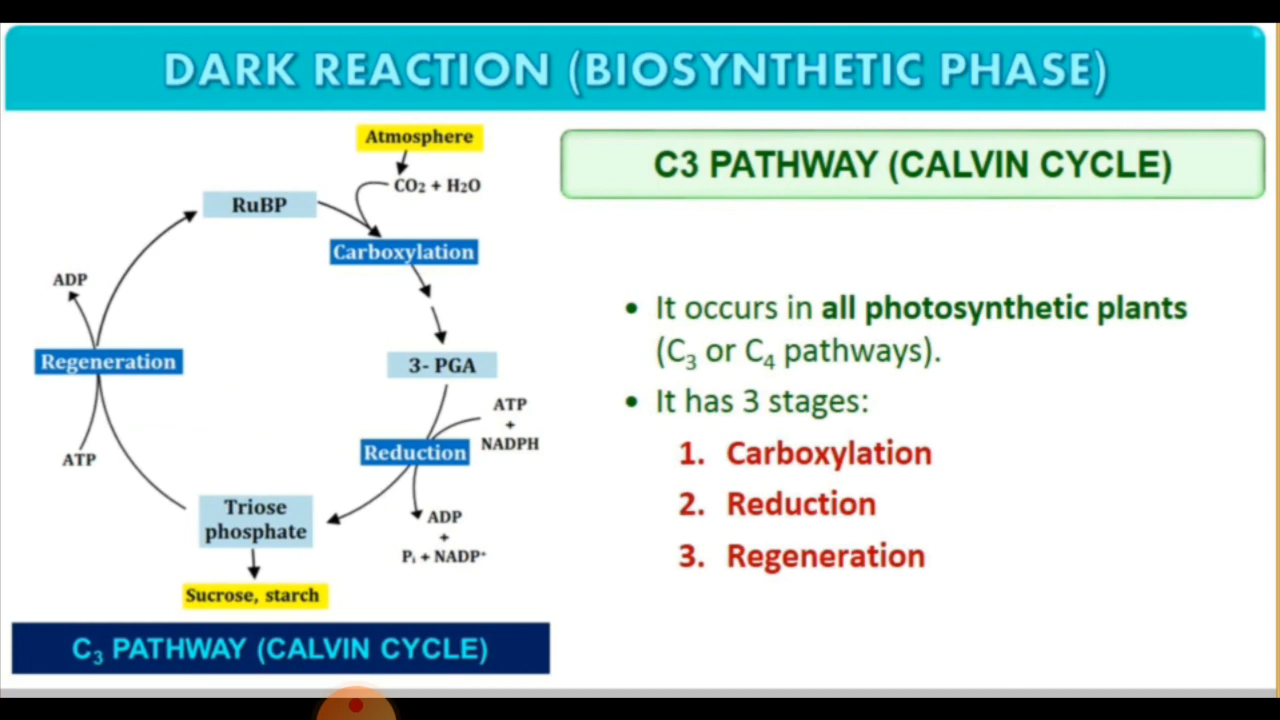 DARK REACTION (BIOSYNTHETIC PHASE)
Atmosphere
CO₂ + H₂O
RuBP
Carboxylation
ADP
Regeneration
3- PGA
ATP
+
NADPH
Reduction
ATP
Triose
phosphate
ADP
+
Pᵢ + NADP⁺
Sucrose, starch
C₃ PATHWAY (CALVIN CYCLE)
C3 PATHWAY (CALVIN CYCLE)
• It occurs in all photosynthetic plants
(C₃ or C₄ pathways).
• It has 3 stages:
1. Carboxylation
2. Reduction
3. Regeneration